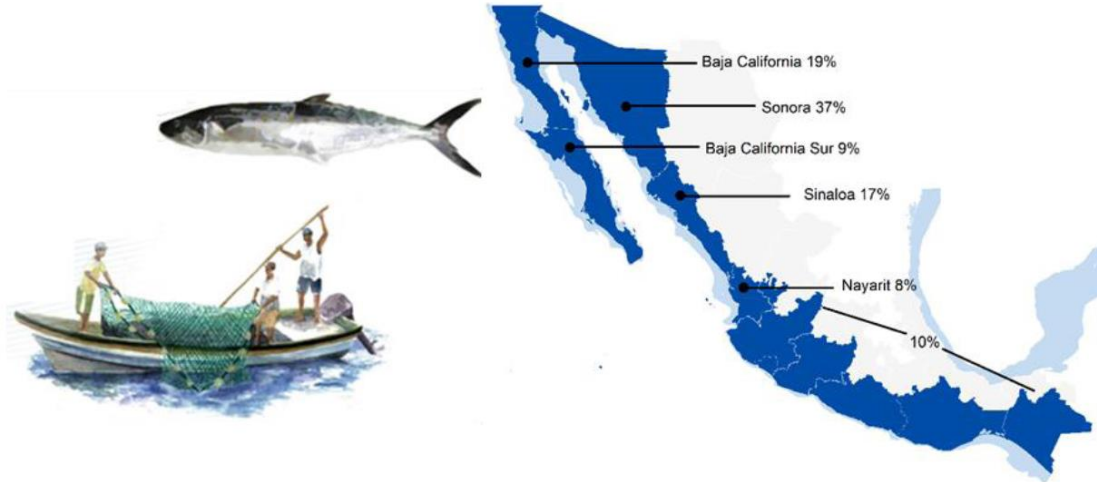 Baja California 19%
Sonora 37%
Baja California Sur 9%
Sinaloa 17%
Nayarit 8%
10%